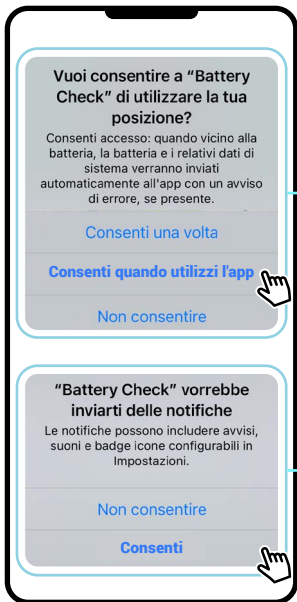 Vuoi consentire a “Battery
Check” di utilizzare la tua
posizione?
Consenti accesso: quando vicino alla
batteria, la batteria e i relativi dati di
sistema verranno inviati
automaticamente all'app con un avviso
di errore, se presente.
Consenti una volta
Consenti quando utilizzi l'app
Non consentire
“Battery Check” vorrebbe
inviarti delle notifiche
Le notifiche possono includere avvisi,
suoni e badge icone configurabili in
Impostazioni.
Non consentire
Consenti